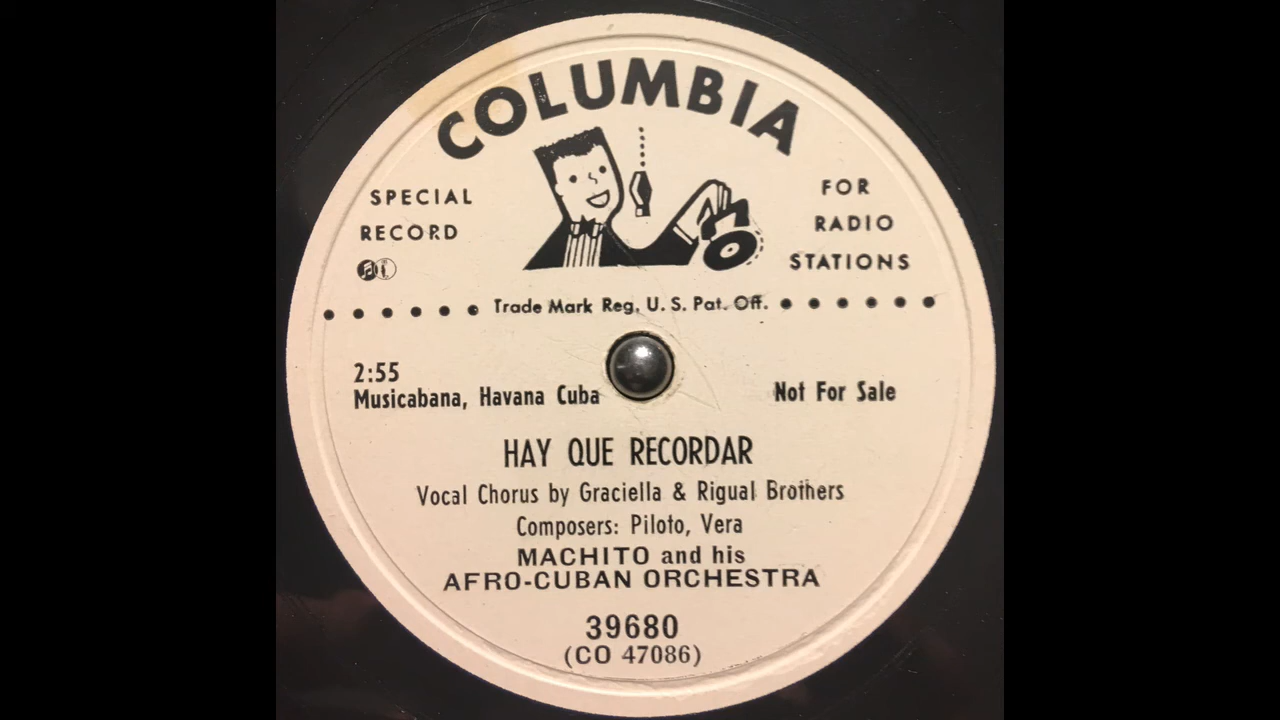 COLUMBIA
SPECIAL
RECORD
FOR
RADIO
STATIONS
Trade Mark Reg. U. S. Pat. Off.
2:55
Musicabana, Havana Cuba
Not For Sale
HAY QUE RECORDAR
Vocal Chorus by Graciella & Rigual Brothers
Composers: Piloto, Vera
MACHITO and his
AFRO-CUBAN ORCHESTRA
39680
(CO 47086)